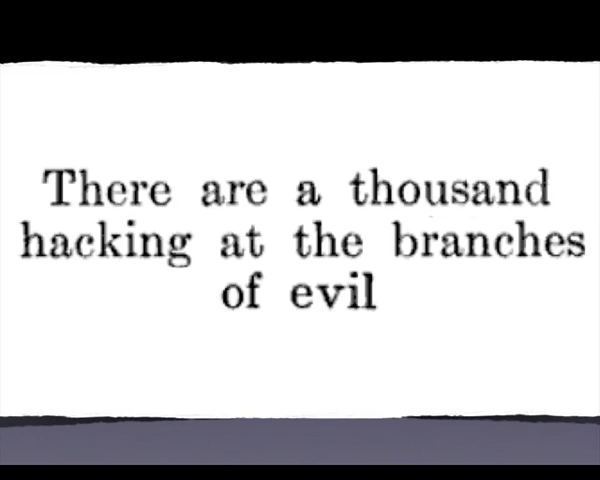 There are a thousand
hacking at the branches
of evil